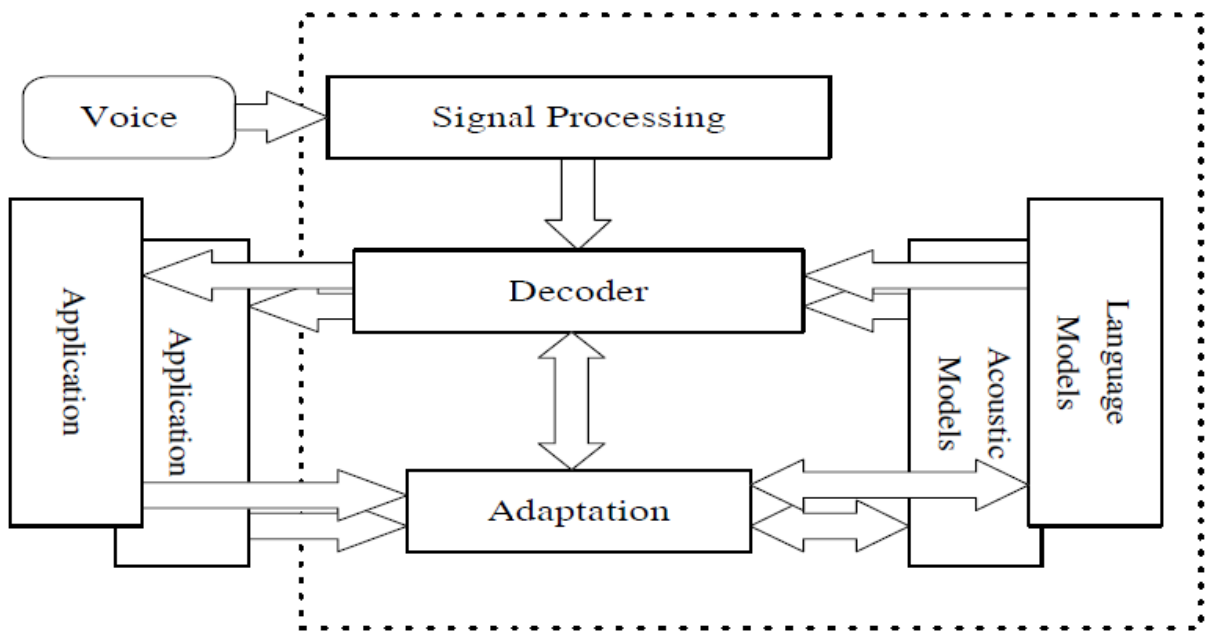 Voice
Signal Processing
Application
Application
Decoder
Adaptation
Acoustic
Models
Language
Models